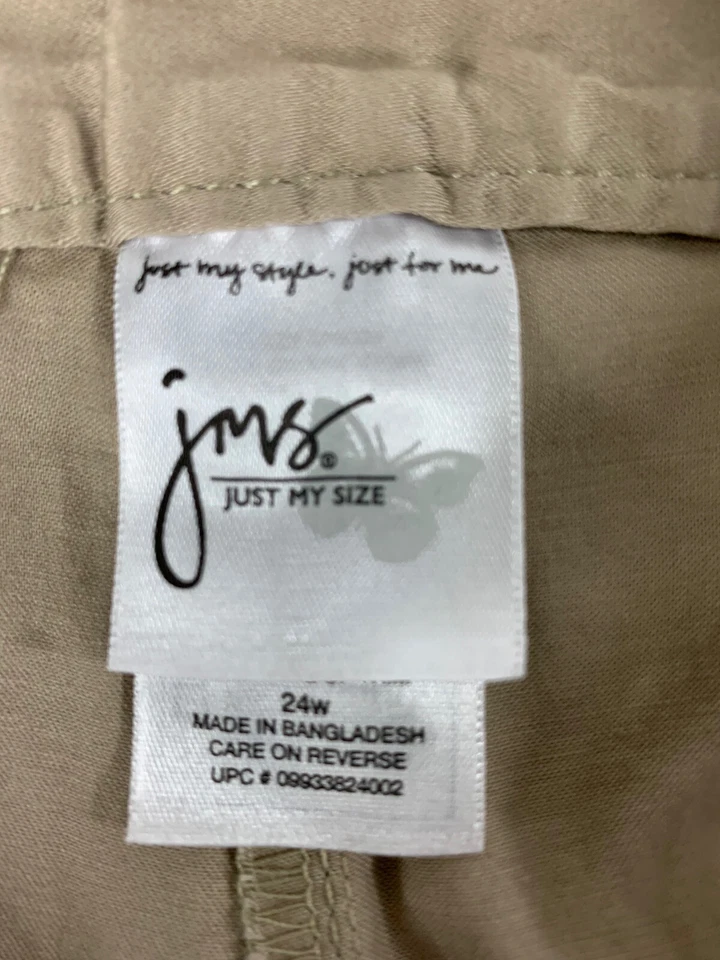 just my style. just for me
jms®
JUST MY SIZE
24w
MADE IN BANGLADESH
CARE ON REVERSE
UPC # 09933824002